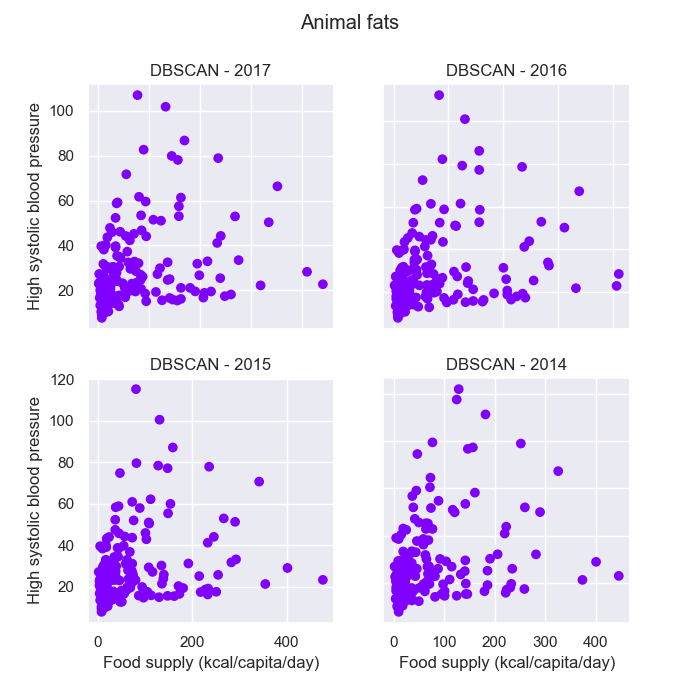 Animal fats
DBSCAN - 2017
DBSCAN - 2016
High systolic blood pressure
100
80
60
40
20
DBSCAN - 2015
DBSCAN - 2014
High systolic blood pressure
120
100
80
60
40
20
0 200 400
0 100 200 300 400
Food supply (kcal/capita/day)
Food supply (kcal/capita/day)